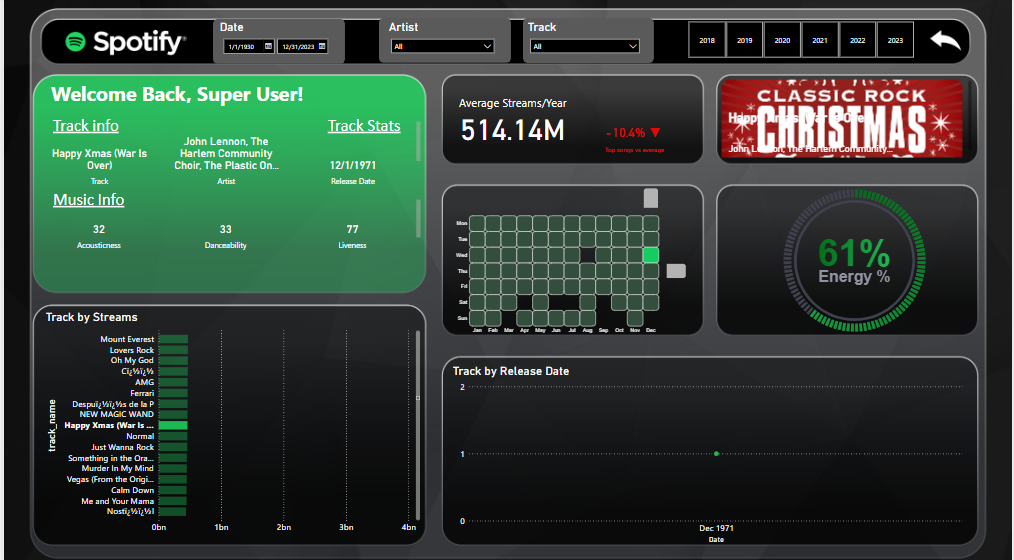 Date
Artist
Track
Spotify®
1/1/1930
12/31/2023
All
All
2018
2019
2020
2021
2022
2023
Welcome Back, Super User!
Track info
Track Stats
Happy Xmas (War Is
Over)
Track
John Lennon, The
Harlem Community
Choir, The Plastic On...
Artist
12/1/1971
Release Date
Music Info
32
Acousticness
33
Danceability
77
Liveness
Average Streams/Year
514.14M
-10.4%
Top songs vs average
CLASSIC ROCK
CHRISTMAS
Happy Xmas (War Is Over)
John Lennon, The Harlem Community...
Mon
Tue
Wed
Thu
Fri
Sat
Sun
Jan Feb Mar Apr May Jun Jul Aug Sep Oct Nov Dec
61%
Energy %
Track by Streams
track_name
Mount Everest
Lovers Rock
Oh My God
Cï¿½ï¿½
AMG
Ferrari
Despuï¿½ï¿½s de la P
NEW MAGIC WAND
Happy Xmas (War Is ...
Normal
Just Wanna Rock
Something in the Ora...
Murder In My Mind
Vegas (From the Origi...
Calm Down
Me and Your Mama
Nostï¿½ï¿½l
0bn 1bn 2bn 3bn 4bn
Track by Release Date
2
1
0
Dec 1971
Date